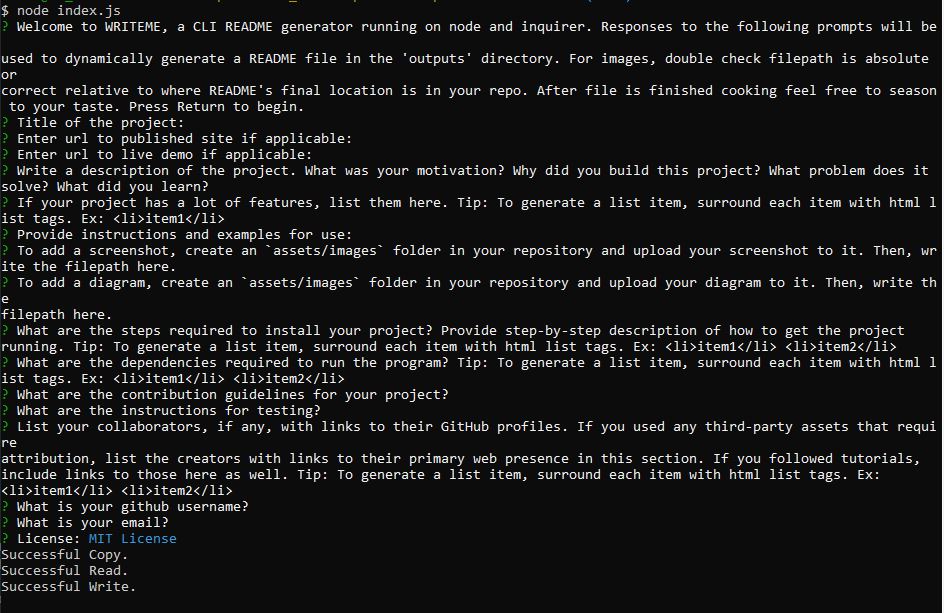 $ node index.js
? Welcome to WRITEME, a CLI README generator running on node and inquirer. Responses to the following prompts will be
used to dynamically generate a README file in the 'outputs' directory. For images, double check filepath is absolute
or
correct relative to where README's final location is in your repo. After file is finished cooking feel free to season
 to your taste. Press Return to begin.
? Title of the project:
? Enter url to published site if applicable:
? Enter url to live demo if applicable:
? Write a description of the project. What was your motivation? Why did you build this project? What problem does it
solve? What did you learn?
? If your project has a lot of features, list them here. Tip: To generate a list item, surround each item with html l
ist tags. Ex: <li>item1</li>
? Provide instructions and examples for use:
? To add a screenshot, create an `assets/images` folder in your repository and upload your screenshot to it. Then, wr
ite the filepath here.
? To add a diagram, create an `assets/images` folder in your repository and upload your diagram to it. Then, write th
e
filepath here.
? What are the steps required to install your project? Provide step-by-step description of how to get the project
running. Tip: To generate a list item, surround each item with html list tags. Ex: <li>item1</li> <li>item2</li>
? What are the dependencies required to run the program? Tip: To generate a list item, surround each item with html l
ist tags. Ex: <li>item1</li> <li>item2</li>
? What are the contribution guidelines for your project?
? What are the instructions for testing?
? List your collaborators, if any, with links to their GitHub profiles. If you used any third-party assets that requi
re
attribution, list the creators with links to their primary web presence in this section. If you followed tutorials,
include links to those here as well. Tip: To generate a list item, surround each item with html list tags. Ex:
<li>item1</li> <li>item2</li>
? What is your github username?
? What is your email?
? License: MIT License
Successful Copy.
Successful Read.
Successful Write.